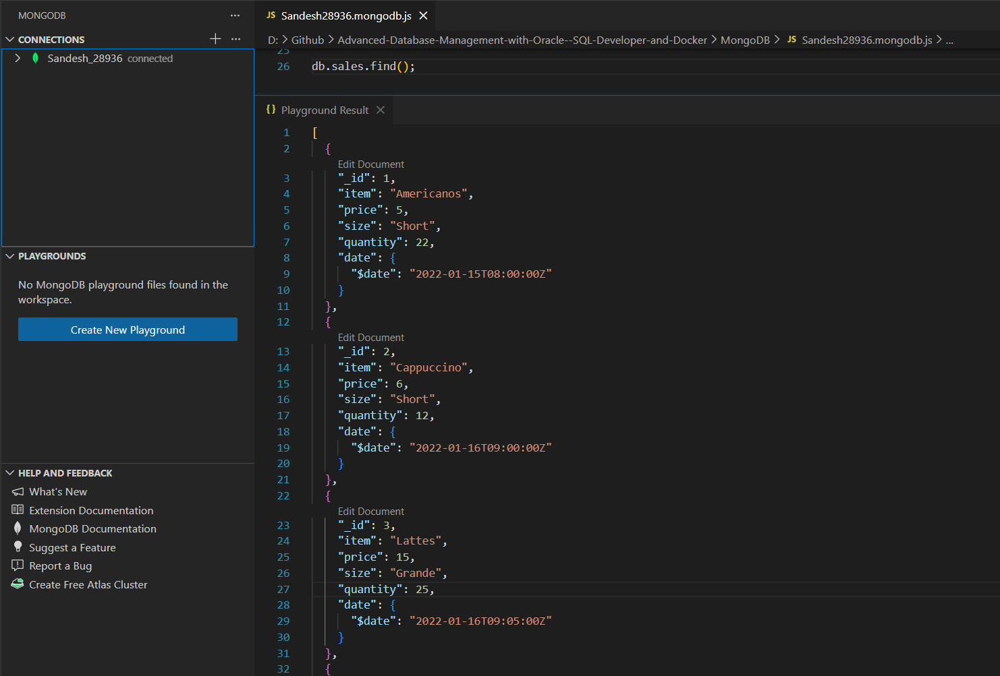 MONGODB ···
CONNECTIONS + ···
Sandesh_28936 connected
PLAYGROUNDS
No MongoDB playground files found in the
workspace.
Create New Playground
HELP AND FEEDBACK
What's New
Extension Documentation
MongoDB Documentation
Suggest a Feature
Report a Bug
Create Free Atlas Cluster
JS Sandesh28936.mongodb.js ×
D: > Github > Advanced-Database-Management-with-Oracle--SQL-Developer-and-Docker > MongoDB > JS Sandesh28936.mongodb.js > ...
25
26 db.sales.find();
{} Playground Result ×
1 [
2 {
Edit Document
3 "_id": 1,
4 "item": "Americanos",
5 "price": 5,
6 "size": "Short",
7 "quantity": 22,
8 "date": {
9 "$date": "2022-01-15T08:00:00Z"
10 }
11 },
12 {
Edit Document
13 "_id": 2,
14 "item": "Cappuccino",
15 "price": 6,
16 "size": "Short",
17 "quantity": 12,
18 "date": {
19 "$date": "2022-01-16T09:00:00Z"
20 }
21 },
22 {
Edit Document
23 "_id": 3,
24 "item": "Lattes",
25 "price": 15,
26 "size": "Grande",
27 "quantity": 25,
28 "date": {
29 "$date": "2022-01-16T09:05:00Z"
30 }
31 },
32 {